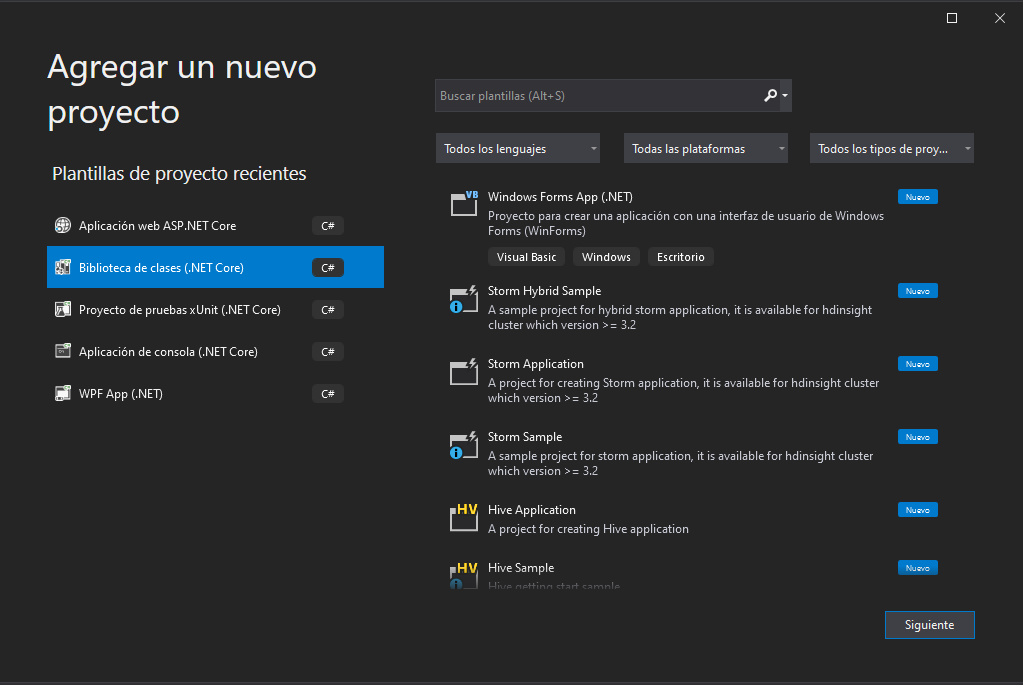 Agregar un nuevo
proyecto
Plantillas de proyecto recientes
Aplicación web ASP.NET Core C#
Biblioteca de clases (.NET Core) C#
Proyecto de pruebas xUnit (.NET Core) C#
Aplicación de consola (.NET Core) C#
WPF App (.NET) C#
Buscar plantillas (Alt+S)
Todos los lenguajes Todas las plataformas Todos los tipos de proy...
VB
Windows Forms App (.NET) Nuevo
Proyecto para crear una aplicación con una interfaz de usuario de Windows
Forms (WinForms)
Visual Basic Windows Escritorio
Storm Hybrid Sample Nuevo
A sample project for hybrid storm application, it is available for hdinsight
cluster which version >= 3.2
Storm Application Nuevo
A project for creating Storm application, it is available for hdinsight cluster
which version >= 3.2
Storm Sample Nuevo
A sample project for storm application, it is available for hdinsight cluster
which version >= 3.2
HV
Hive Application Nuevo
A project for creating Hive application
HV
Hive Sample Nuevo
Hive getting start sample
Siguiente